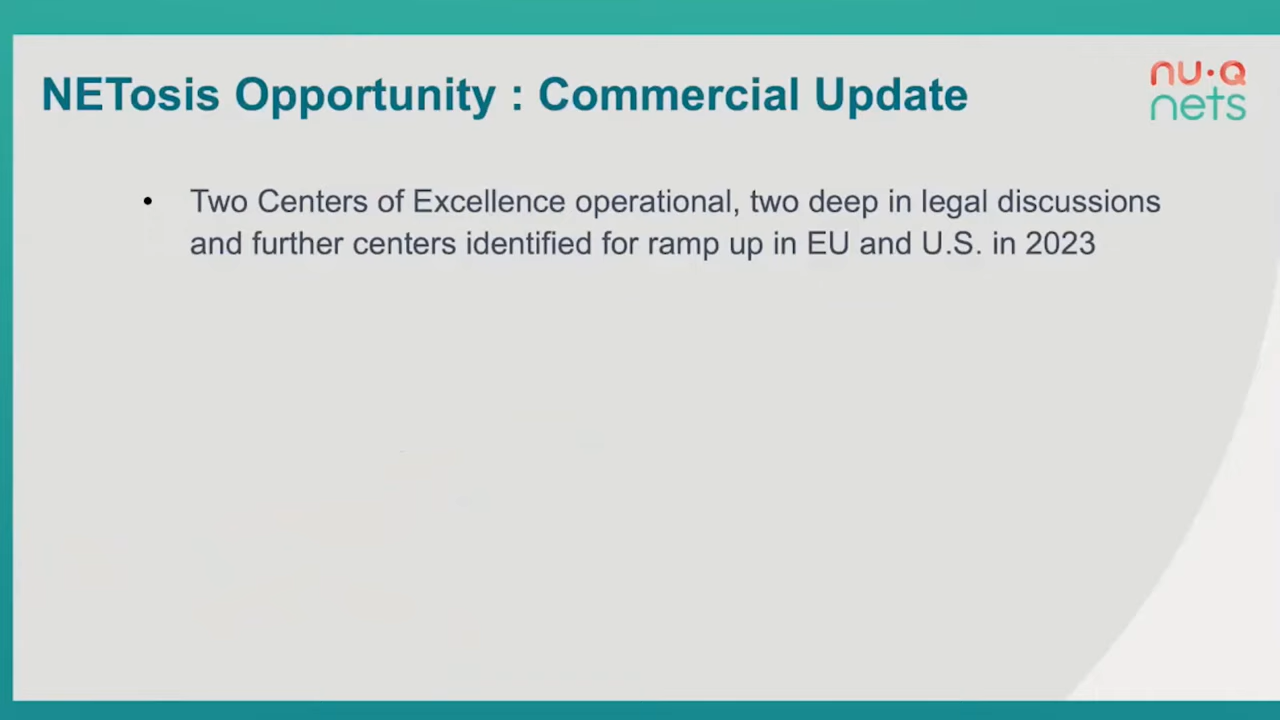 NETosis Opportunity : Commercial Update
nu·Q
nets
• Two Centers of Excellence operational, two deep in legal discussions
and further centers identified for ramp up in EU and U.S. in 2023